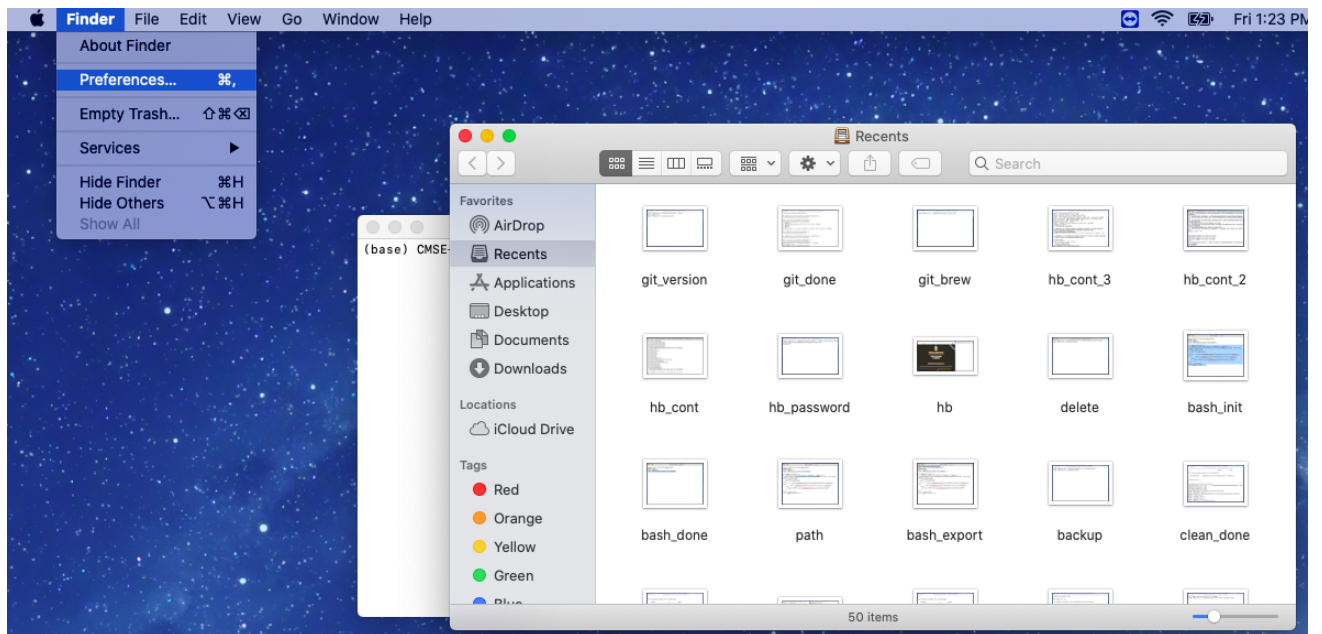 Finder File Edit View Go Window Help Fri 1:23 PM
About Finder
Preferences... ⌘,
Empty Trash... ⇧⌘⌫
Services ▶
Hide Finder ⌘H
Hide Others ⌥⌘H
Show All
(base) CMSE-
Recents
Search
Favorites
AirDrop
Recents
Applications
Desktop
Documents
Downloads
Locations
iCloud Drive
Tags
Red
Orange
Yellow
Green
Blue
git_version git_done git_brew hb_cont_3 hb_cont_2
hb_cont hb_password hb delete bash_init
bash_done path bash_export backup clean_done
50 items